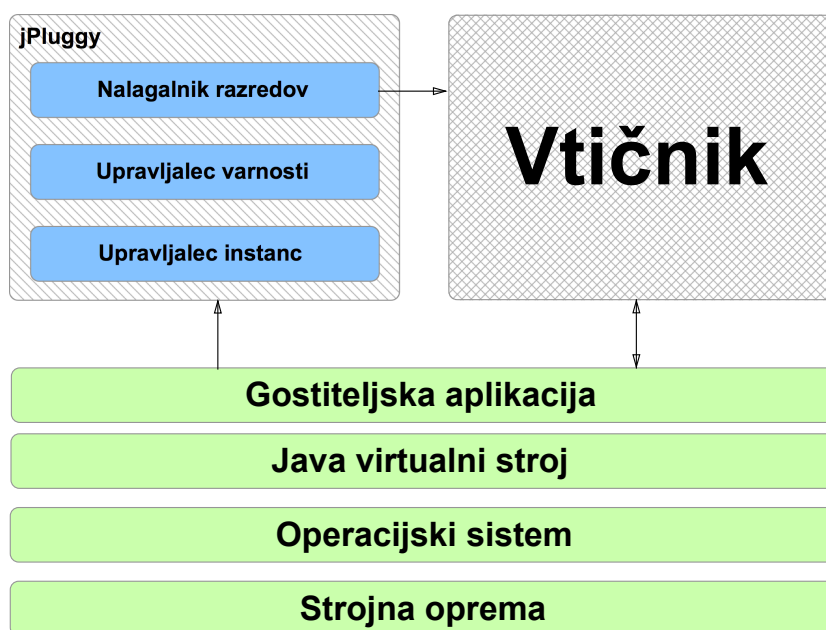 jPluggy
Nalagalnik razredov
Upravljalec varnosti
Upravljalec instanc
Vtičnik
Gostiteljska aplikacija
Java virtualni stroj
Operacijski sistem
Strojna oprema